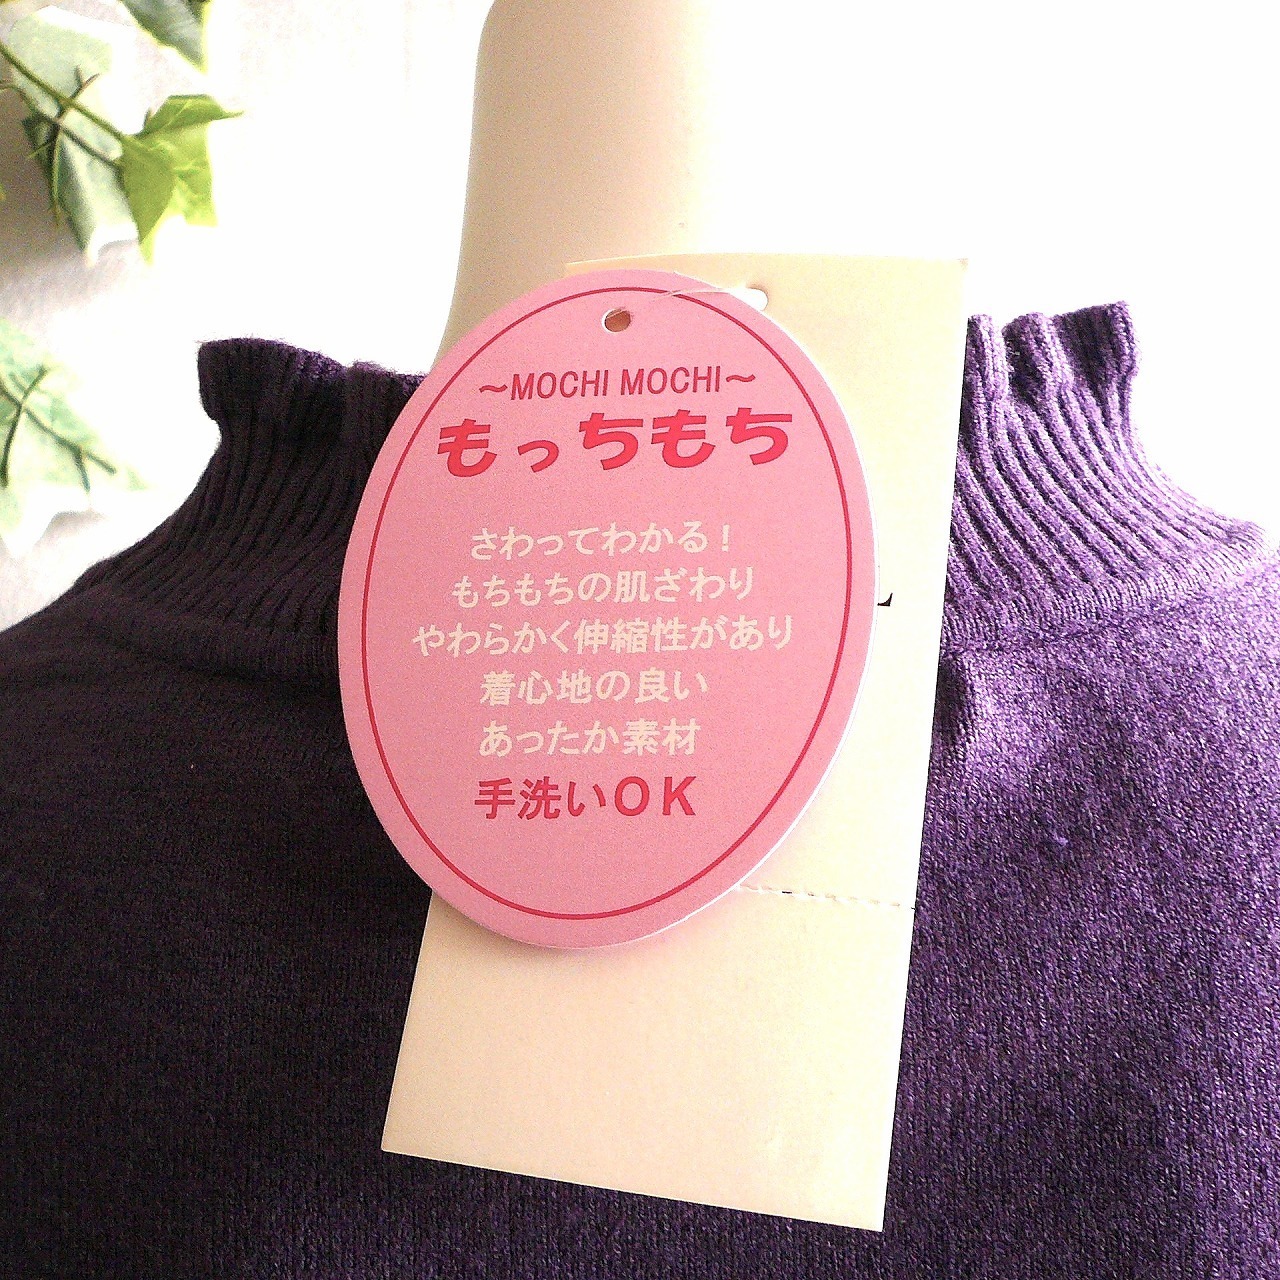 ～MOCHI MOCHI～
もっちもち
さわってわかる！
もちもちの肌ざわり
やわらかく伸縮性があり
着心地の良い
あったか素材
手洗いOK
L